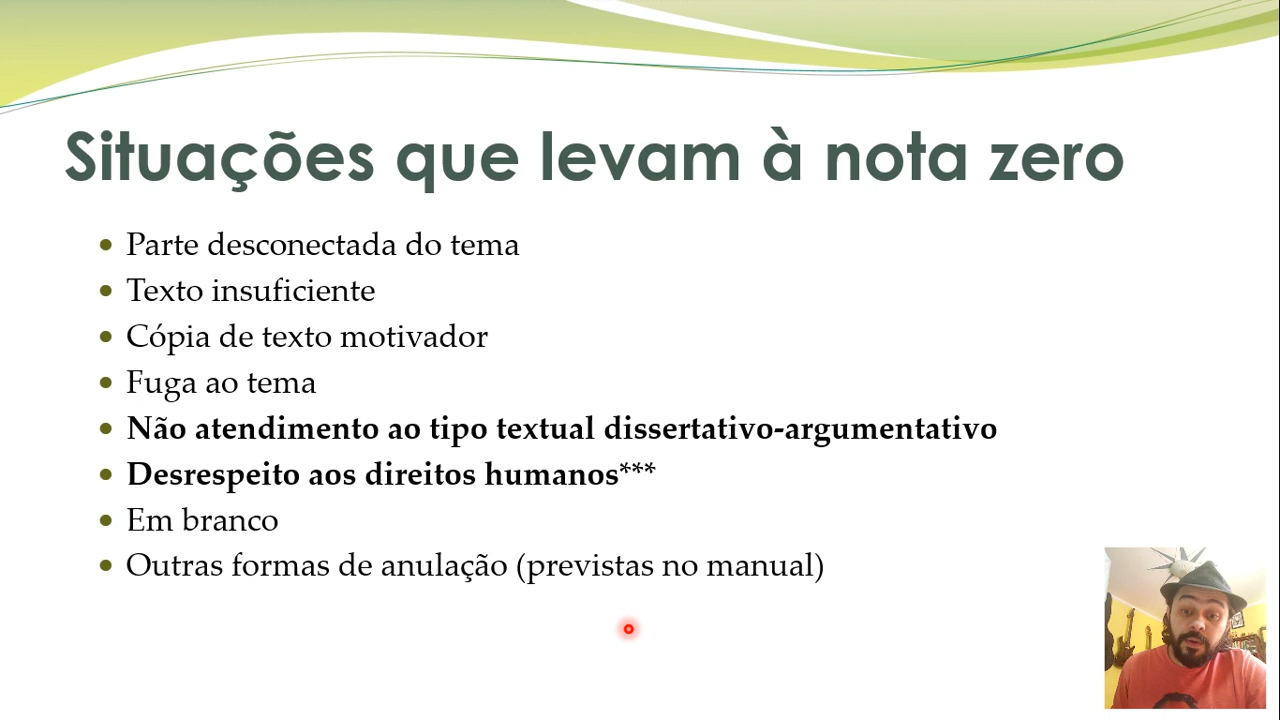 Situações que levam à nota zero
Parte desconectada do tema
Texto insuficiente
Cópia de texto motivador
Fuga ao tema
Não atendimento ao tipo textual dissertativo-argumentativo
Desrespeito aos direitos humanos***
Em branco
Outras formas de anulação (previstas no manual)